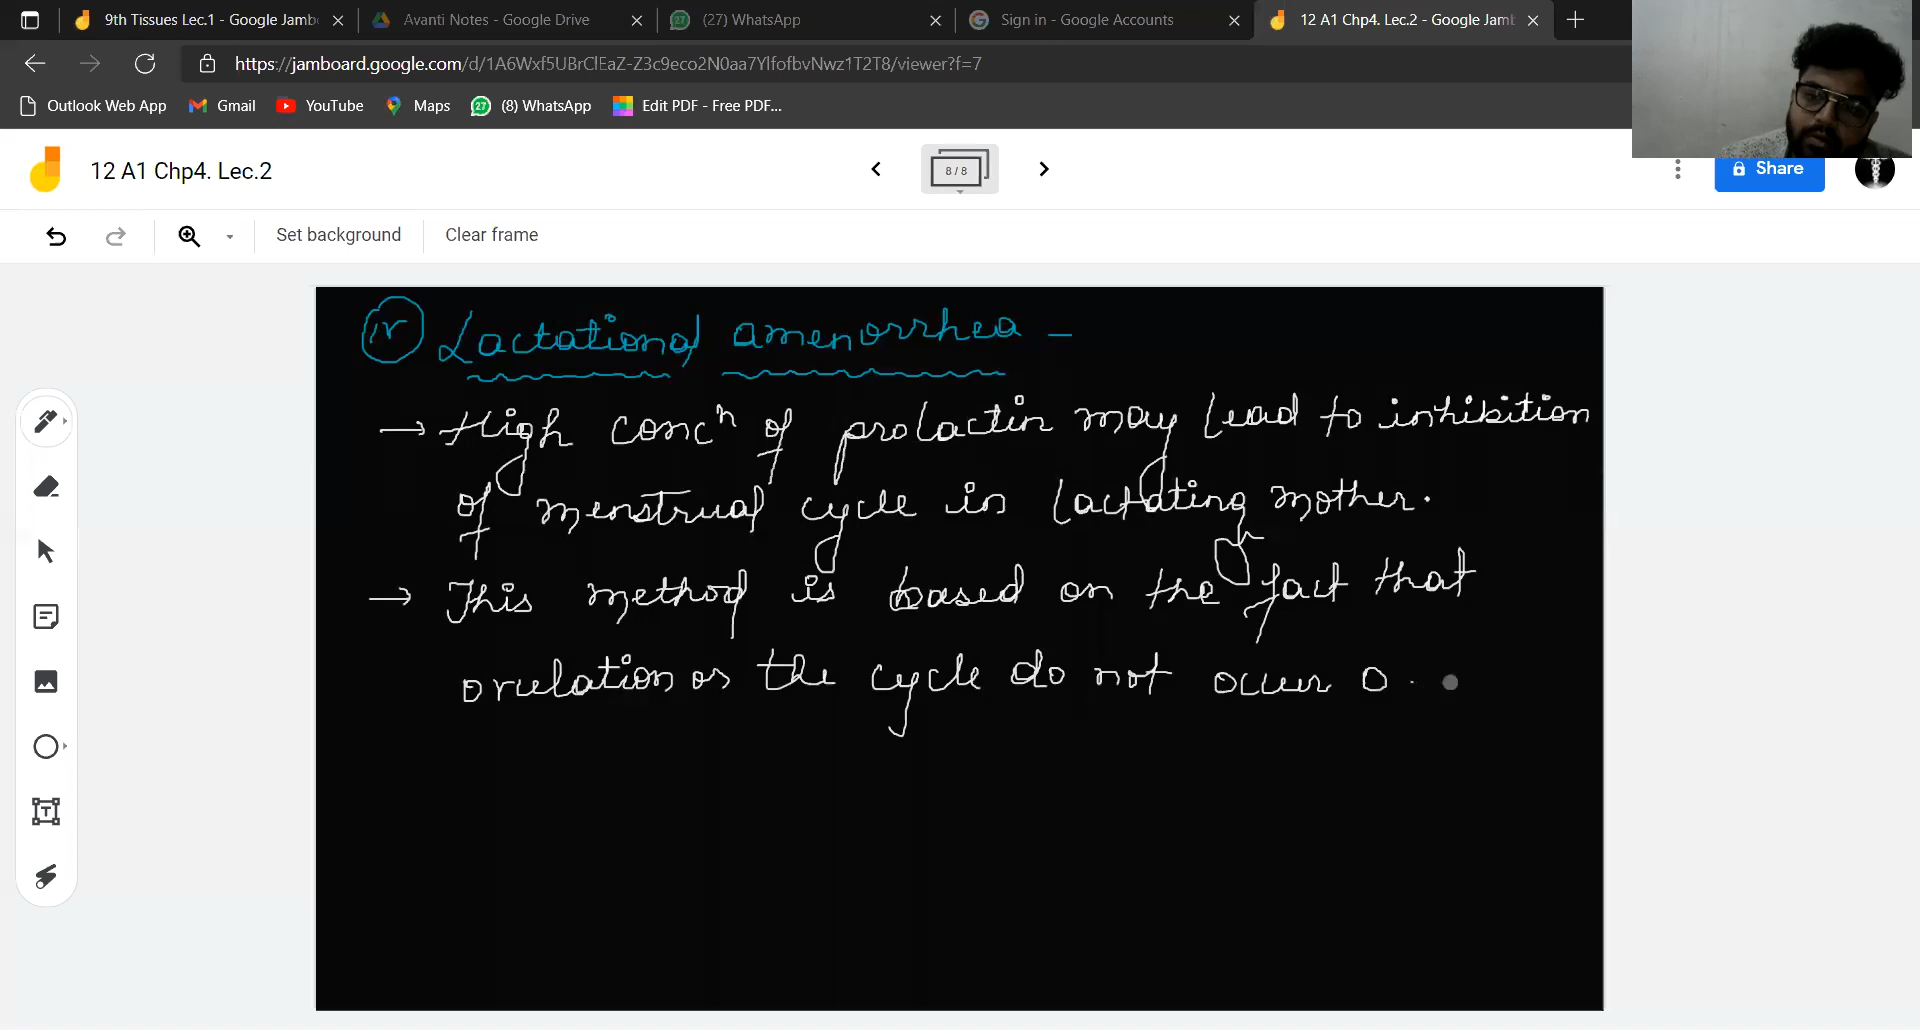 9th Tissues Lec.1 - Google Jamb
Avanti Notes - Google Drive
(27) WhatsApp
Sign in - Google Accounts
12 A1 Chp4. Lec.2 - Google Jamb
https://jamboard.google.com/d/1A6Wxf5UBrClEaZ-Z3c9eco2N0aa7YlfofbvNwz1T2T8/viewer?f=7
Outlook Web App
Gmail
YouTube
Maps
27
(8) WhatsApp
Edit PDF - Free PDF...
12 A1 Chp4. Lec.2
8 / 8
Share
Set background
Clear frame
iv Lactational amenorrhea -
→ High concn of prolactin may lead to inhibition
of menstrual cycle in lactating mother.
→ This method is based on the fact that
ovulation or the cycle do not occur o